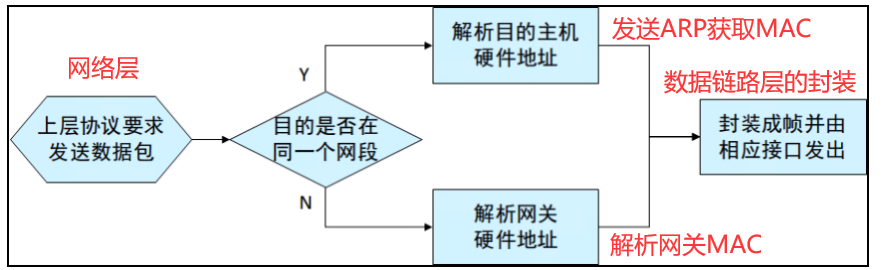 网络层
上层协议要求
发送数据包
目的是否在
同一个网段
Y
解析目的主机
硬件地址
发送ARP获取MAC
N
解析网关
硬件地址
解析网关MAC
数据链路层的封装
封装成帧并由
相应接口发出